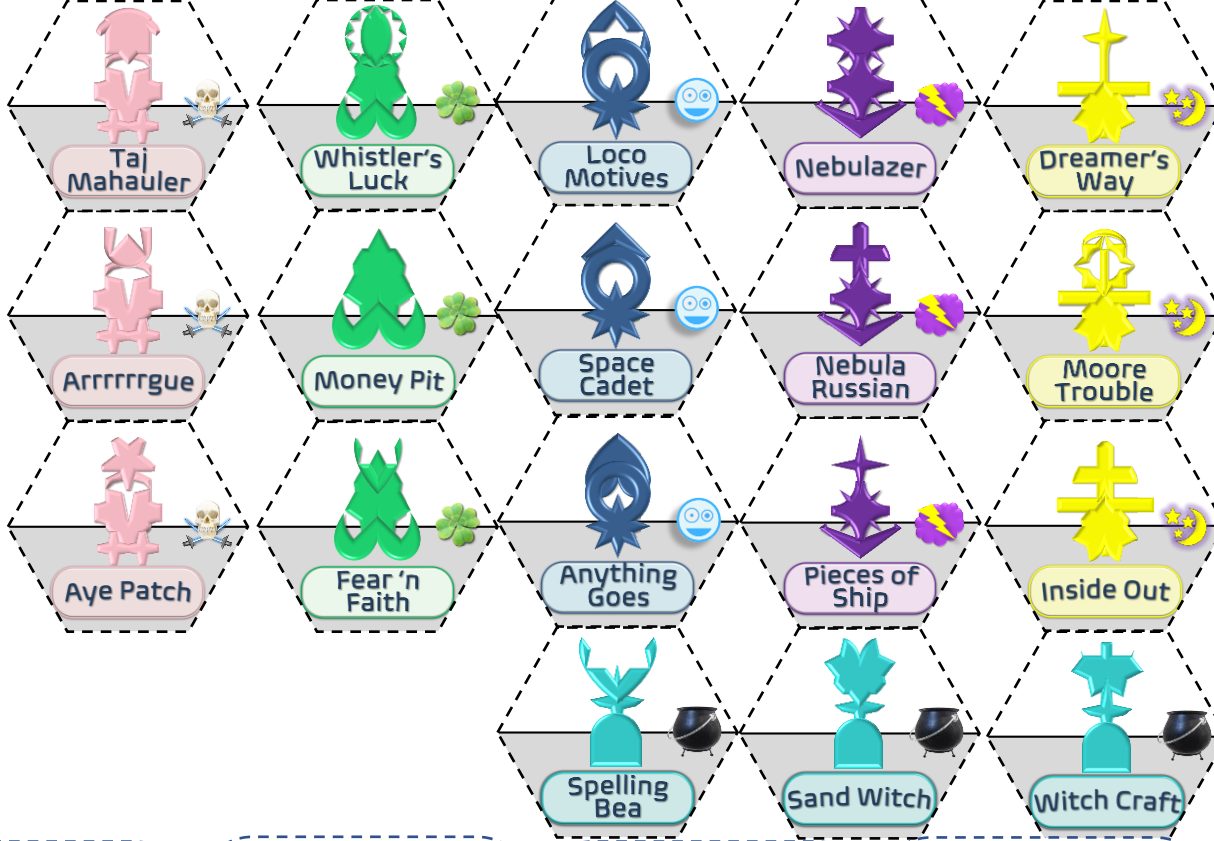 Taj
Mahauler
Whistler's
Luck
Loco
Motives
Nebulazer
Dreamer's
Way
Arrrrrrgue
Money Pit
Space
Cadet
Nebula
Russian
Moore
Trouble
Aye Patch
Fear 'n
Faith
Anything
Goes
Pieces of
Ship
Inside Out
Spelling
Bea
Sand Witch
Witch Craft